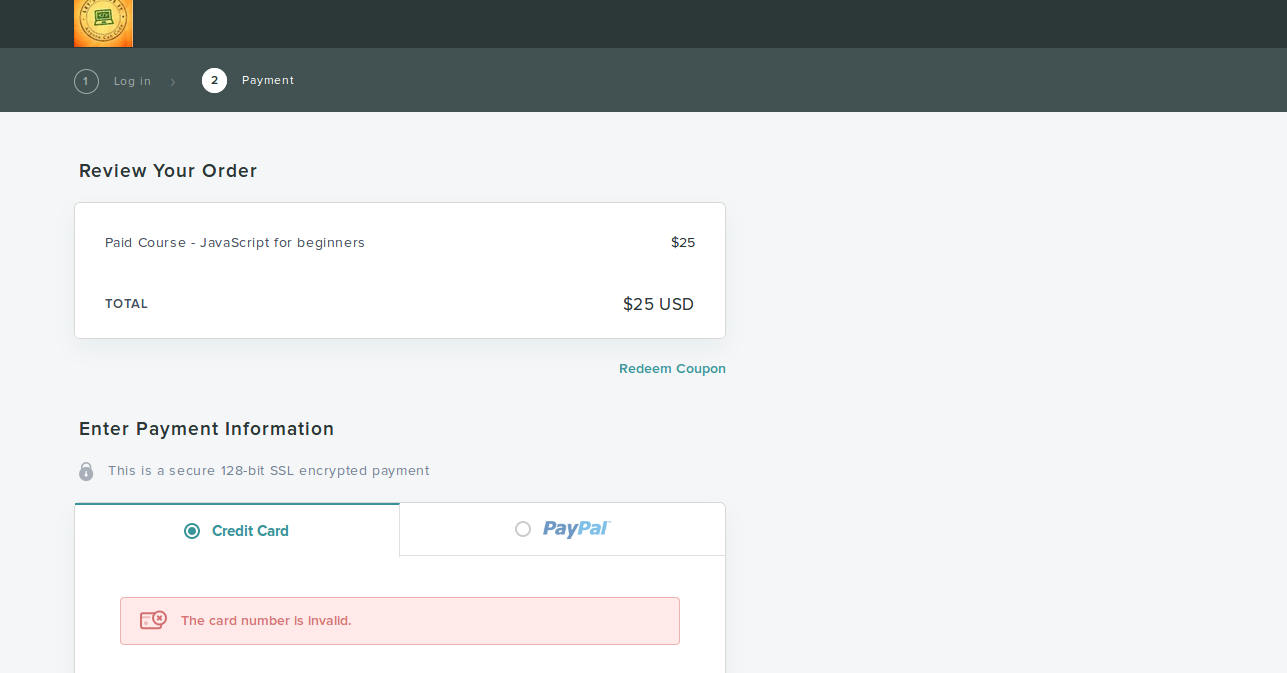 1 Log in > 2 Payment
Review Your Order
Paid Course - JavaScript for beginners $25
TOTAL $25 USD
Redeem Coupon
Enter Payment Information
This is a secure 128-bit SSL encrypted payment
Credit Card PayPal
The card number is invalid.